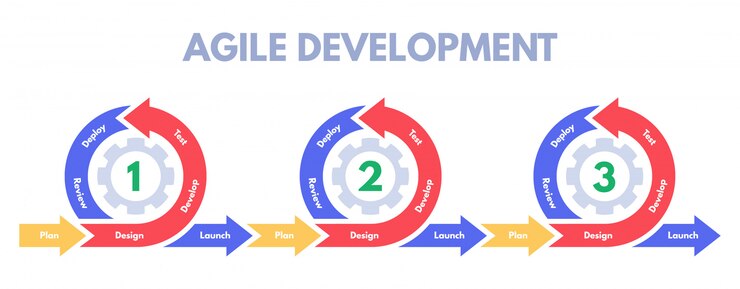 AGILE DEVELOPMENT
Deploy
Test
Review
1
Develop
Plan
Design
Launch
Deploy
Test
Review
2
Develop
Plan
Design
Launch
Deploy
Test
Review
3
Develop
Plan
Design
Launch